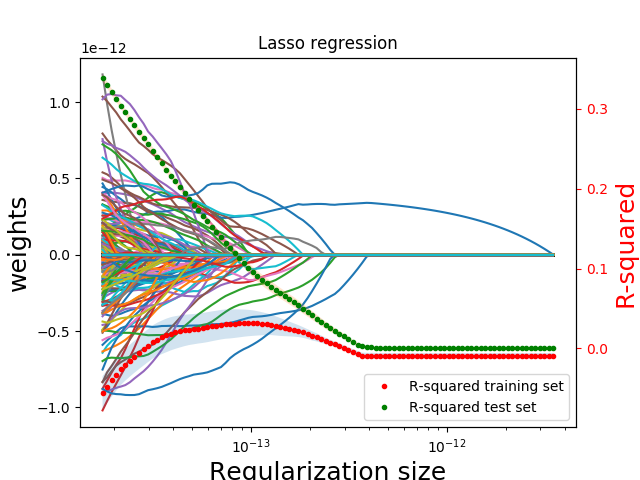 Lasso regression
1e−12
1.0
0.5
0.0
−0.5
−1.0
weights
0.3
0.2
0.1
0.0
R-squared
R-squared training set
R-squared test set
10⁻¹³
10⁻¹²
Regularization size